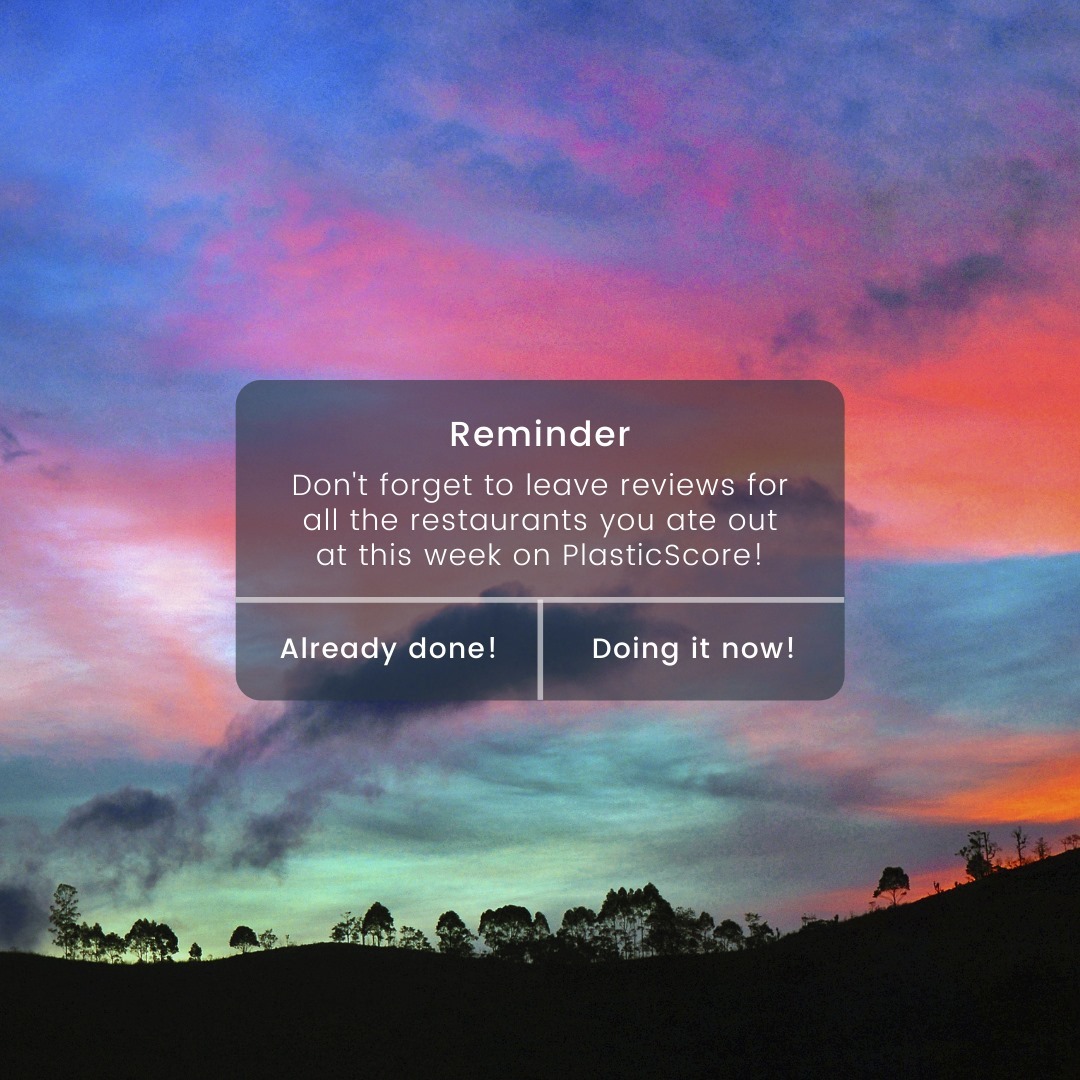 Reminder
Don't forget to leave reviews for
all the restaurants you ate out
at this week on PlasticScore!
Already done!
Doing it now!